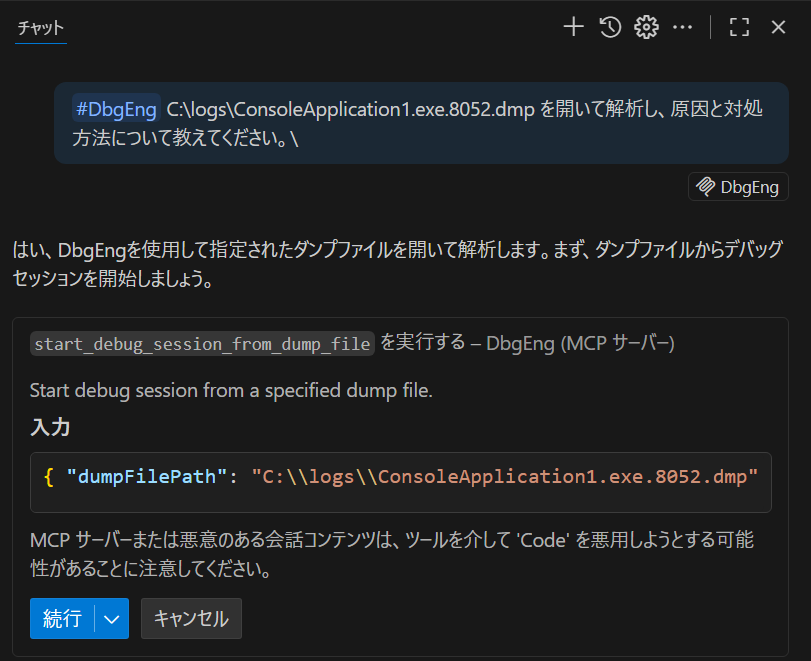 チャット
#DbgEng C:\logs\ConsoleApplication1.exe.8052.dmp を開いて解析し、原因と対処
方法について教えてください。\
DbgEng
はい、DbgEngを使用して指定されたダンプファイルを開いて解析します。まず、ダンプファイルからデバッグ
セッションを開始しましょう。
start_debug_session_from_dump_file を実行する – DbgEng (MCP サーバー)
Start debug session from a specified dump file.
入力
{ "dumpFilePath": "C:\\logs\\ConsoleApplication1.exe.8052.dmp"
MCP サーバーまたは悪意のある会話コンテンツは、ツールを介して 'Code' を悪用しようとする可能
性があることに注意してください。
続行
キャンセル